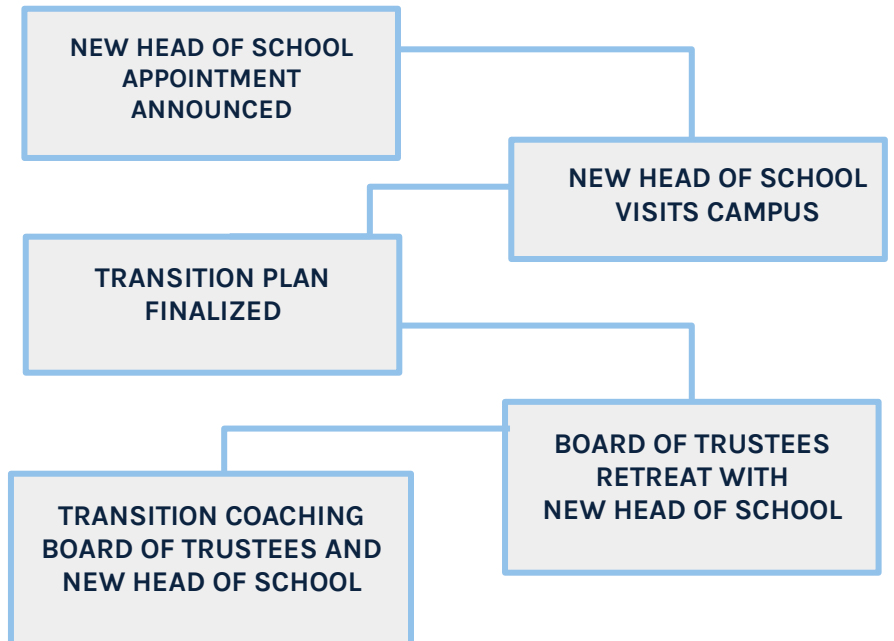 NEW HEAD OF SCHOOL
APPOINTMENT
ANNOUNCED
NEW HEAD OF SCHOOL
VISITS CAMPUS
TRANSITION PLAN
FINALIZED
BOARD OF TRUSTEES
RETREAT WITH
NEW HEAD OF SCHOOL
TRANSITION COACHING
BOARD OF TRUSTEES AND
NEW HEAD OF SCHOOL